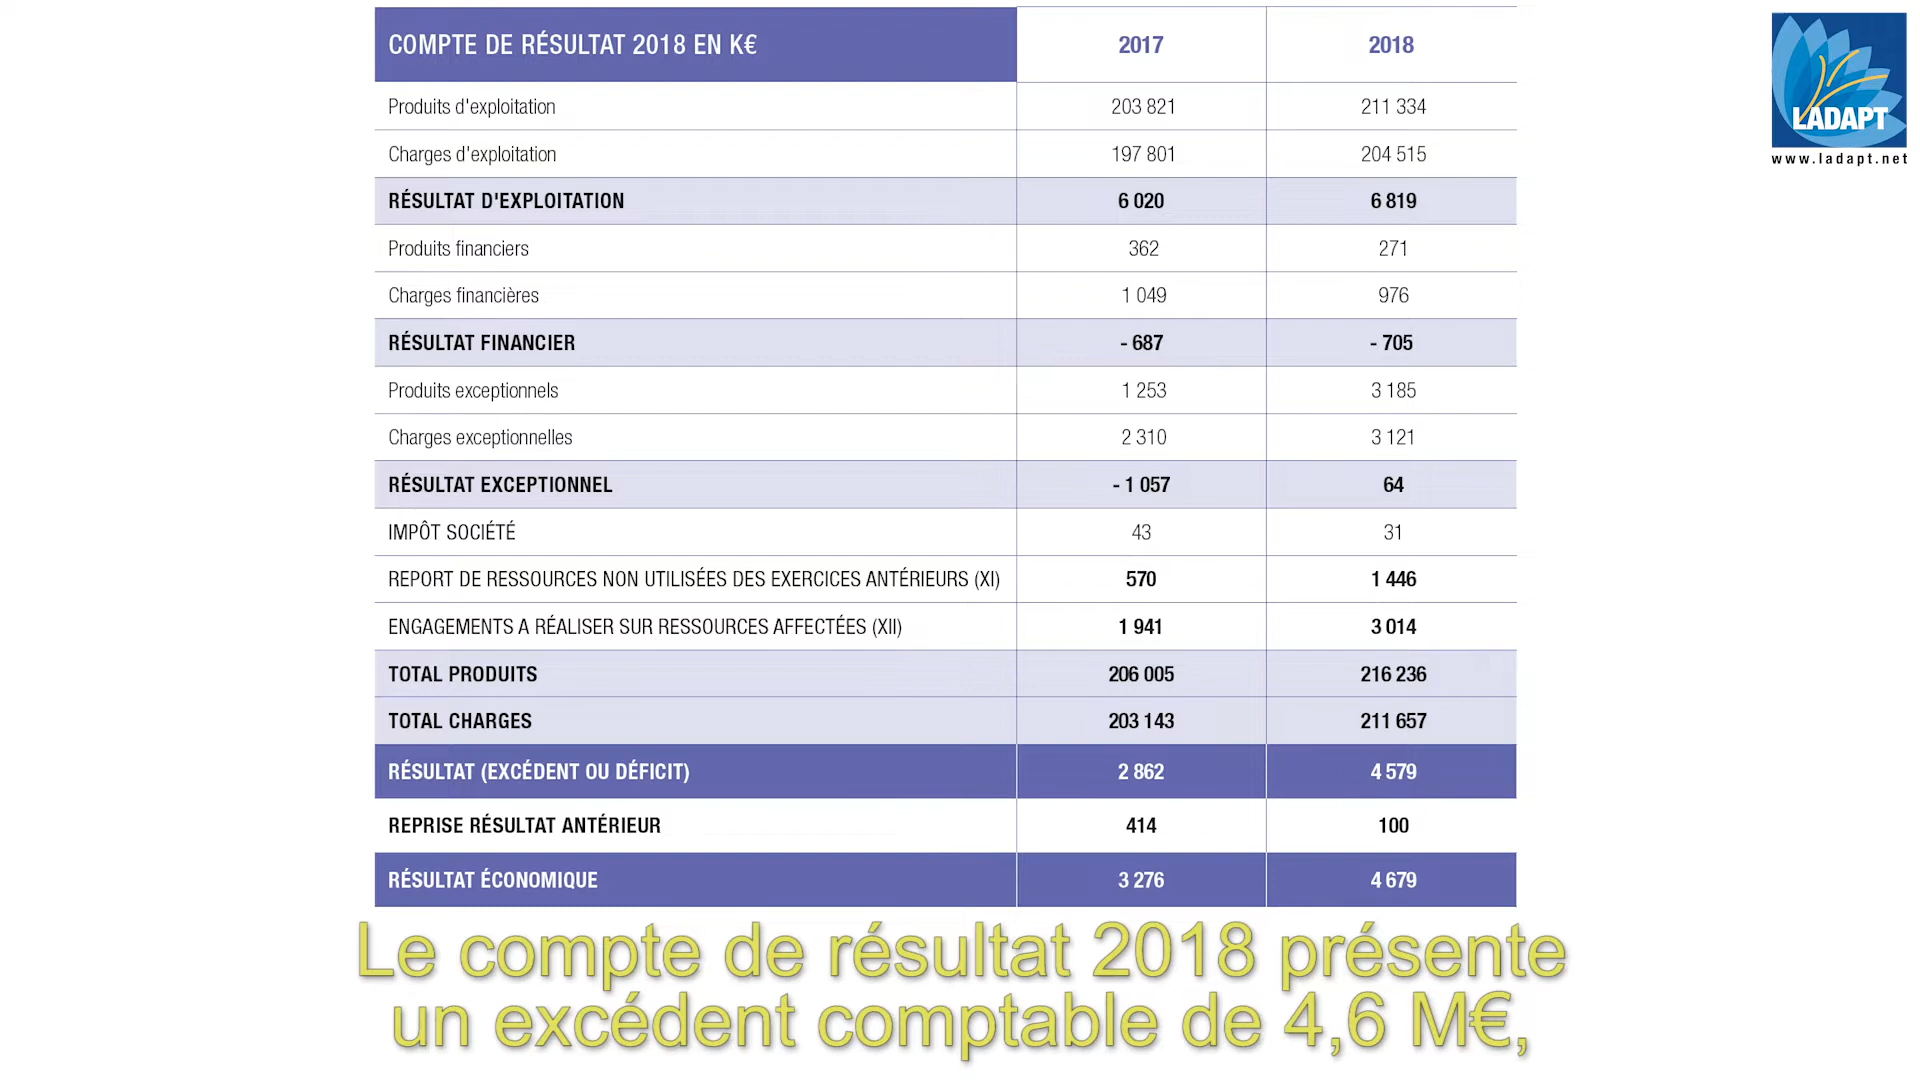 COMPTE DE RÉSULTAT 2018 EN K€ 2017 2018
Produits d'exploitation 203 821 211 334
Charges d'exploitation 197 801 204 515
RÉSULTAT D'EXPLOITATION 6 020 6 819
Produits financiers 362 271
Charges financières 1 049 976
RÉSULTAT FINANCIER - 687 - 705
Produits exceptionnels 1 253 3 185
Charges exceptionnelles 2 310 3 121
RÉSULTAT EXCEPTIONNEL - 1 057 64
IMPÔT SOCIÉTÉ 43 31
REPORT DE RESSOURCES NON UTILISÉES DES EXERCICES ANTÉRIEURS (XI) 570 1 446
ENGAGEMENTS A RÉALISER SUR RESSOURCES AFFECTÉES (XII) 1 941 3 014
TOTAL PRODUITS 206 005 216 236
TOTAL CHARGES 203 143 211 657
RÉSULTAT (EXCÉDENT OU DÉFICIT) 2 862 4 579
REPRISE RÉSULTAT ANTÉRIEUR 414 100
RÉSULTAT ÉCONOMIQUE 3 276 4 679
LADAPT
www.ladapt.net
Le compte de résultat 2018 présente
un excédent comptable de 4,6 M€,